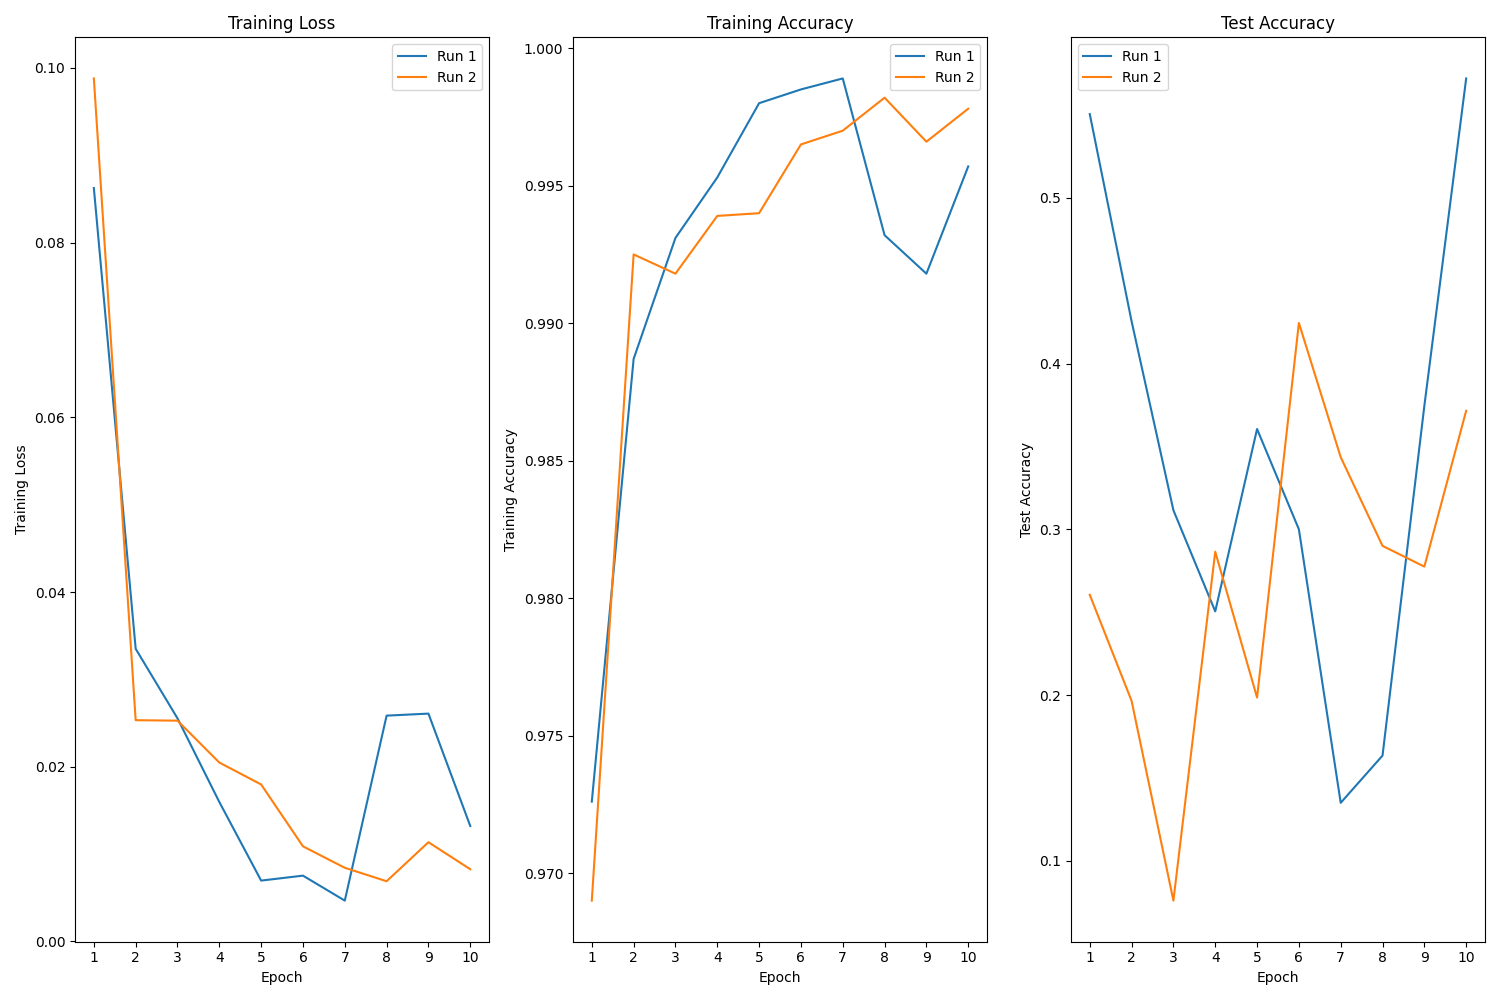 Training Loss
Training Accuracy
Test Accuracy
Run 1
Run 2
Run 1
Run 2
Run 1
Run 2
Training Loss
0.10
0.08
0.06
0.04
0.02
0.00
1 2 3 4 5 6 7 8 9 10
Epoch
Training Accuracy
1.000
0.995
0.990
0.985
0.980
0.975
0.970
1 2 3 4 5 6 7 8 9 10
Epoch
Test Accuracy
0.5
0.4
0.3
0.2
0.1
1 2 3 4 5 6 7 8 9 10
Epoch